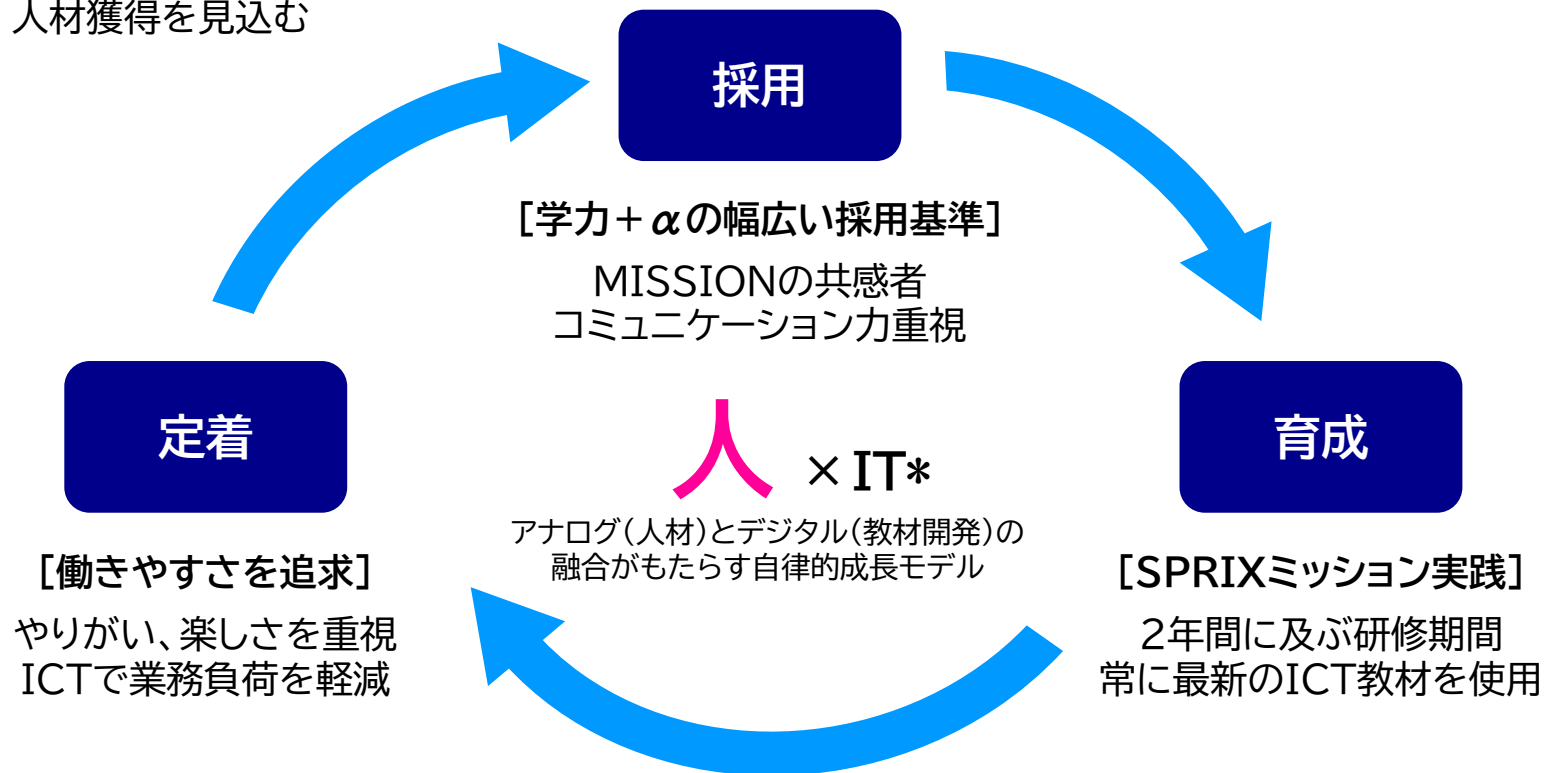 人材獲得を見込む
採用
[学力+αの幅広い採用基準]
MISSIONの共感者
コミュニケーション力重視
定着
[働きやすさを追求]
やりがい、楽しさを重視
ICTで業務負荷を軽減
人 ×IT*
アナログ(人材)とデジタル(教材開発)の
融合がもたらす自律的成長モデル
育成
[SPRIXミッション実践]
2年間に及ぶ研修期間
常に最新のICT教材を使用